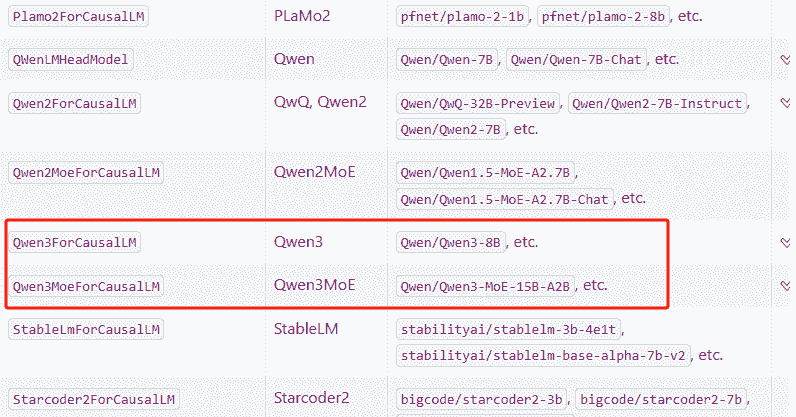 Plamo2ForCausalLM PLaMo2 pfnet/plamo-2-1b, pfnet/plamo-2-8b, etc.
QWenLMHeadModel Qwen Qwen/Qwen-7B, Qwen/Qwen-7B-Chat, etc.
Qwen2ForCausalLM QwQ, Qwen2 Qwen/QwQ-32B-Preview, Qwen/Qwen2-7B-Instruct,
Qwen/Qwen2-7B, etc.
Qwen2MoeForCausalLM Qwen2MoE Qwen/Qwen1.5-MoE-A2.7B,
Qwen/Qwen1.5-MoE-A2.7B-Chat, etc.
Qwen3ForCausalLM Qwen3 Qwen/Qwen3-8B, etc.
Qwen3MoeForCausalLM Qwen3MoE Qwen/Qwen3-MoE-15B-A2B, etc.
StableLmForCausalLM StableLM stabilityai/stablelm-3b-4e1t,
stabilityai/stablelm-base-alpha-7b-v2, etc.
Starcoder2ForCausalLM Starcoder2 bigcode/starcoder2-3b, bigcode/starcoder2-7b,